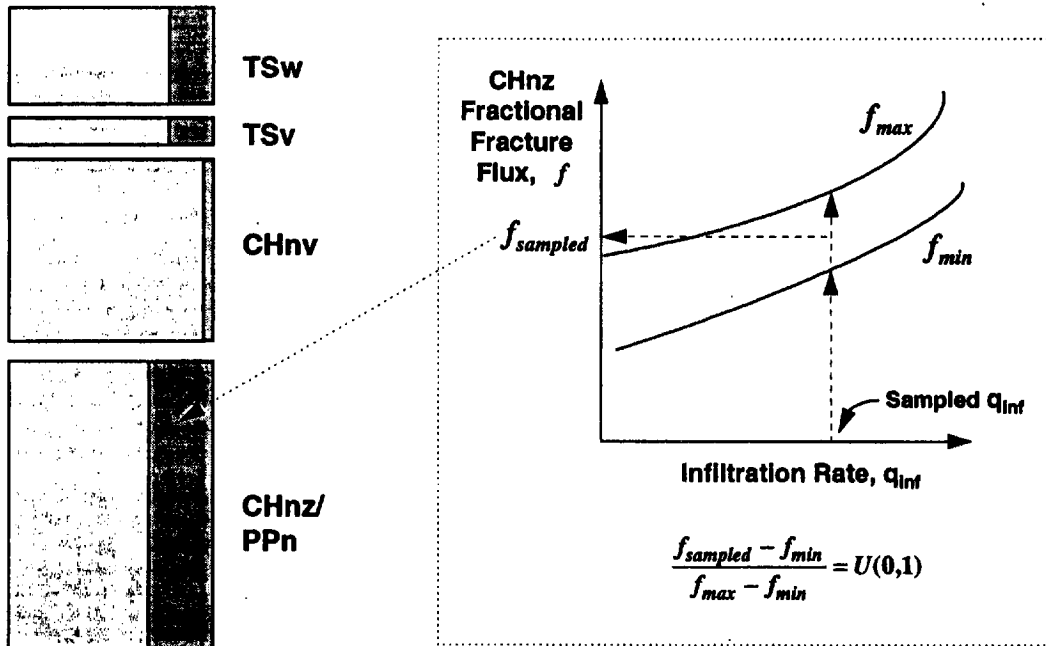 TSw
TSv
CHnv
CHnz/
PPn
CHnz
Fractional
Fracture
Flux, f
f_max
f_sampled
f_min
Sampled q_inf
Infiltration Rate, q_inf
(f_sampled − f_min) / (f_max − f_min) = U(0,1)